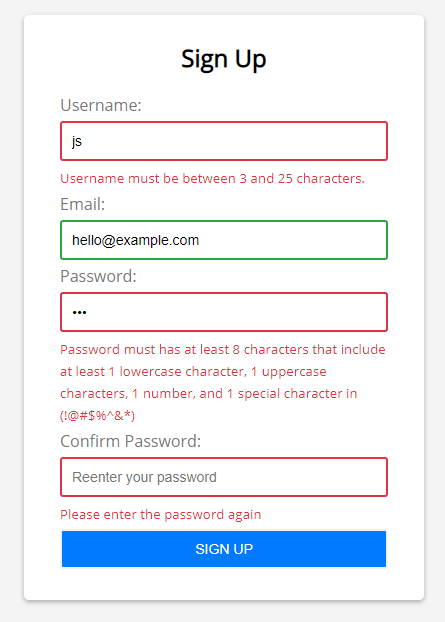 Sign Up
Username:
js
Username must be between 3 and 25 characters.
Email:
hello@example.com
Password:
•••
Password must has at least 8 characters that include
at least 1 lowercase character, 1 uppercase
characters, 1 number, and 1 special character in
(!@#$%^&*)
Confirm Password:
Reenter your password
Please enter the password again
SIGN UP